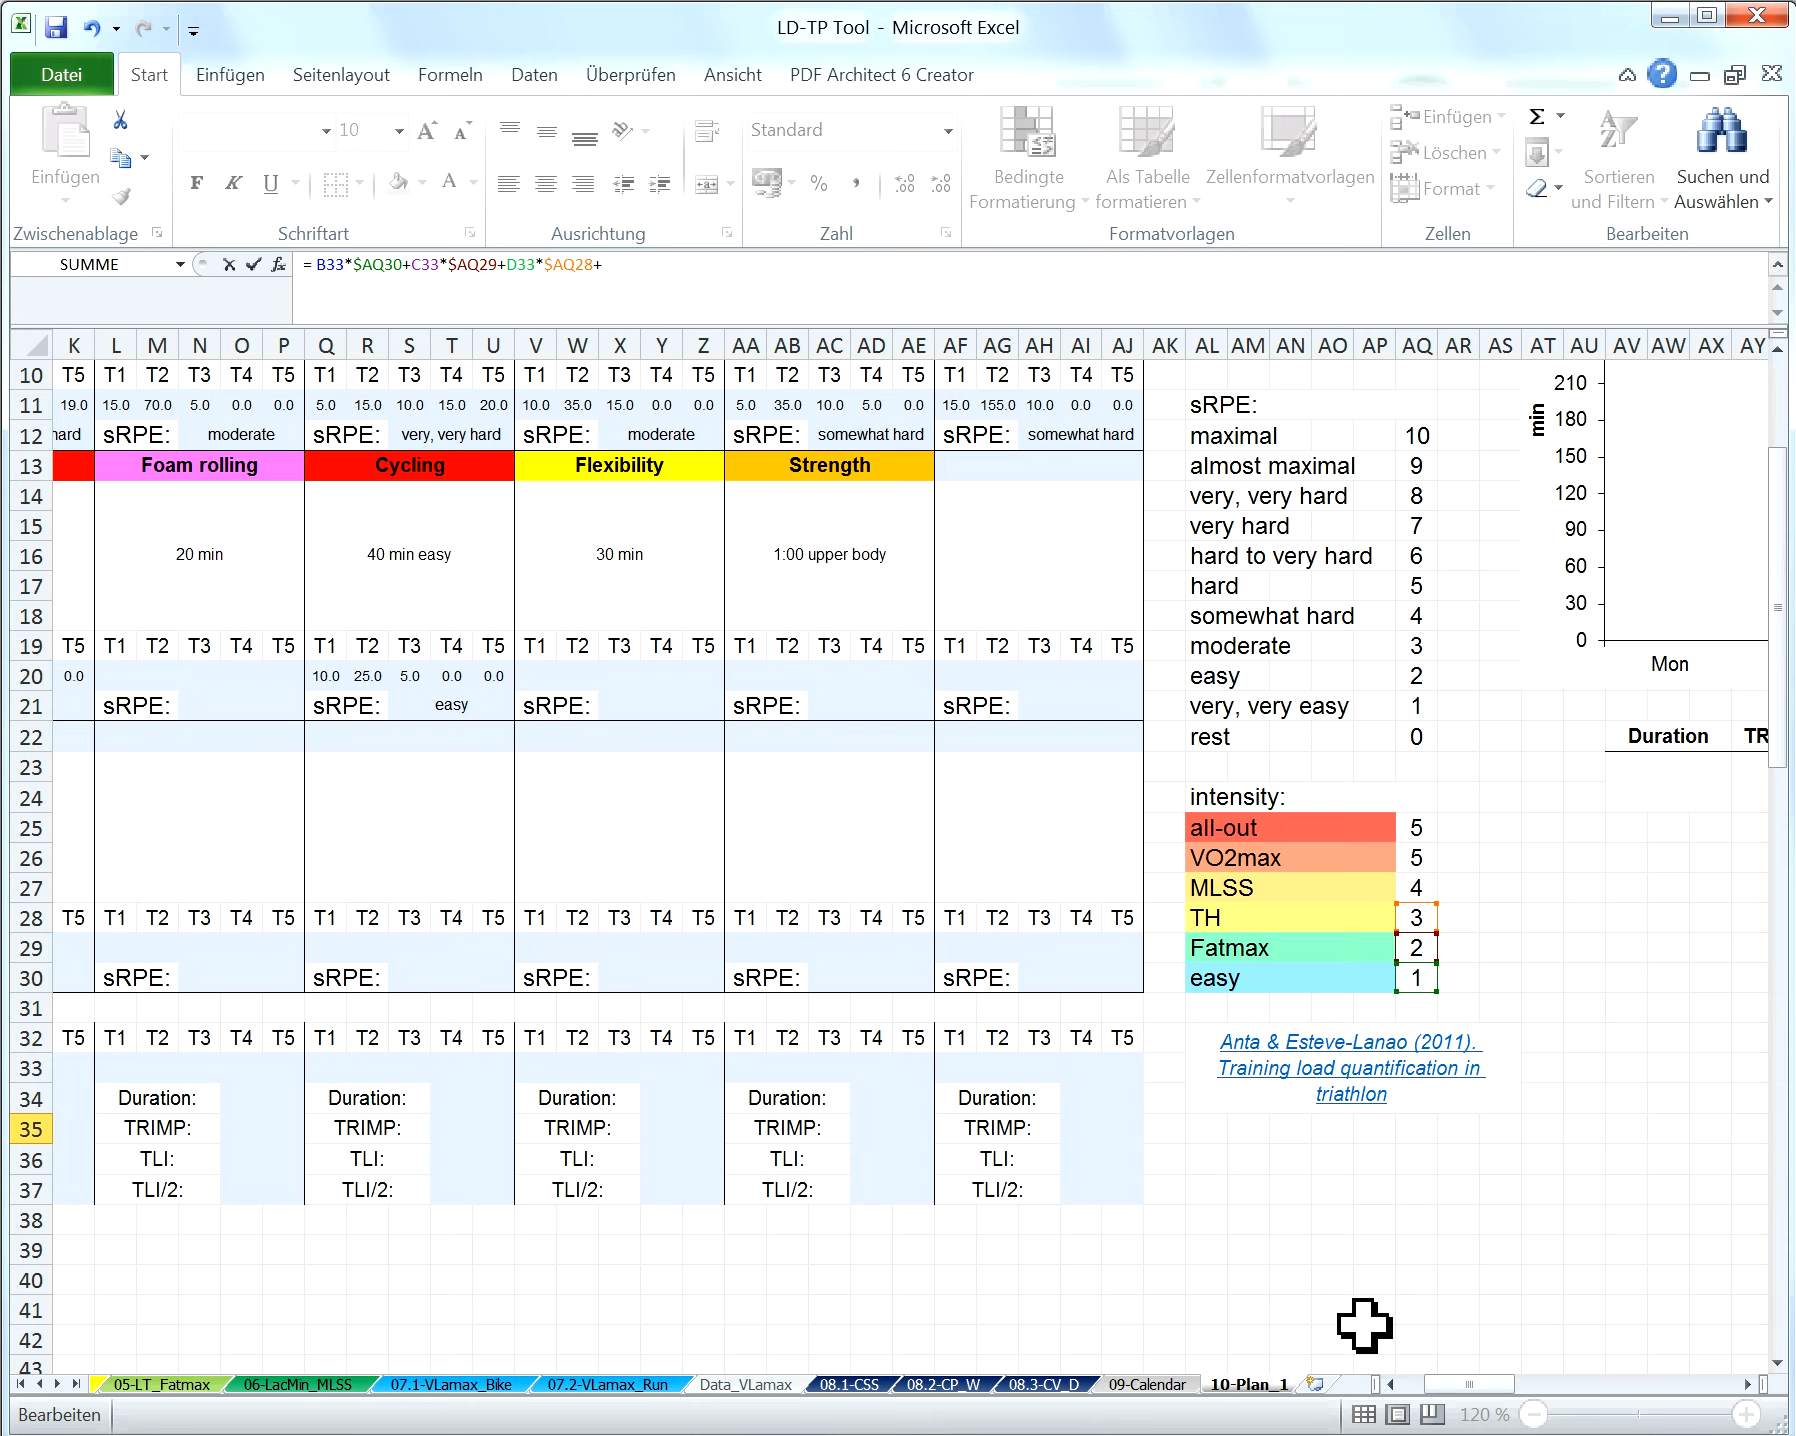 LD-TP Tool - Microsoft Excel
Datei Start Einfügen Seitenlayout Formeln Daten Überprüfen Ansicht PDF Architect 6 Creator
10 Standard Einfügen
Löschen
Format
Einfügen F K U % Bedingte Formatierung Als Tabelle formatieren Zellenformatvorlagen Sortieren und Filtern Suchen und Auswählen
Zwischenablage Schriftart Ausrichtung Zahl Formatvorlagen Zellen Bearbeiten
SUMME fx = B33*$AQ30+C33*$AQ29+D33*$AQ28+
K L M N O P Q R S T U V W X Y Z AA AB AC AD AE AF AG AH AI AJ AK AL AM AN AO AP AQ AR AS AT AU AV AW AX AY
10 T5 T1 T2 T3 T4 T5 T1 T2 T3 T4 T5 T1 T2 T3 T4 T5 T1 T2 T3 T4 T5 T1 T2 T3 T4 T5 210
11 19.0 15.0 70.0 5.0 0.0 0.0 5.0 15.0 10.0 15.0 20.0 10.0 35.0 15.0 0.0 0.0 5.0 35.0 10.0 5.0 0.0 15.0 155.0 10.0 0.0 0.0 sRPE: min 180
12 hard sRPE: moderate sRPE: very, very hard sRPE: moderate sRPE: somewhat hard sRPE: somewhat hard maximal 10
13 Foam rolling Cycling Flexibility Strength almost maximal 9 150
14 very, very hard 8 120
15 very hard 7 90
16 20 min 40 min easy 30 min 1:00 upper body hard to very hard 6 60
17 hard 5
18 somewhat hard 4 30
19 T5 T1 T2 T3 T4 T5 T1 T2 T3 T4 T5 T1 T2 T3 T4 T5 T1 T2 T3 T4 T5 T1 T2 T3 T4 T5 moderate 3 0
20 0.0 10.0 25.0 5.0 0.0 0.0 easy 2 Mon
21 sRPE: sRPE: easy sRPE: sRPE: sRPE: very, very easy 1
22 rest 0 Duration TR
23
24 intensity:
25 all-out 5
26 VO2max 5
27 MLSS 4
28 T5 T1 T2 T3 T4 T5 T1 T2 T3 T4 T5 T1 T2 T3 T4 T5 T1 T2 T3 T4 T5 T1 T2 T3 T4 T5 TH 3
29 Fatmax 2
30 sRPE: sRPE: sRPE: sRPE: sRPE: easy 1
31
32 T5 T1 T2 T3 T4 T5 T1 T2 T3 T4 T5 T1 T2 T3 T4 T5 T1 T2 T3 T4 T5 T1 T2 T3 T4 T5 Anta & Esteve-Lanao (2011).
33 Training load quantification in
34 Duration: Duration: Duration: Duration: Duration: triathlon
35 TRIMP: TRIMP: TRIMP: TRIMP: TRIMP:
36 TLI: TLI: TLI: TLI: TLI:
37 TLI/2: TLI/2: TLI/2: TLI/2: TLI/2:
38
39
40
41
42
43
05-LT_Fatmax 06-LacMin_MLSS 07.1-VLamax_Bike 07.2-VLamax_Run Data_VLamax 08.1-CSS 08.2-CP_W 08.3-CV_D 09-Calendar 10-Plan_1
Bearbeiten 120 %